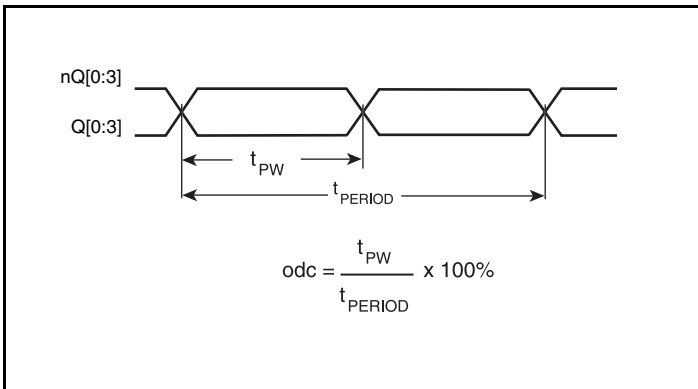 nQ[0:3]
Q[0:3]
tPW
tPERIOD
odc = tPW / tPERIOD x 100%